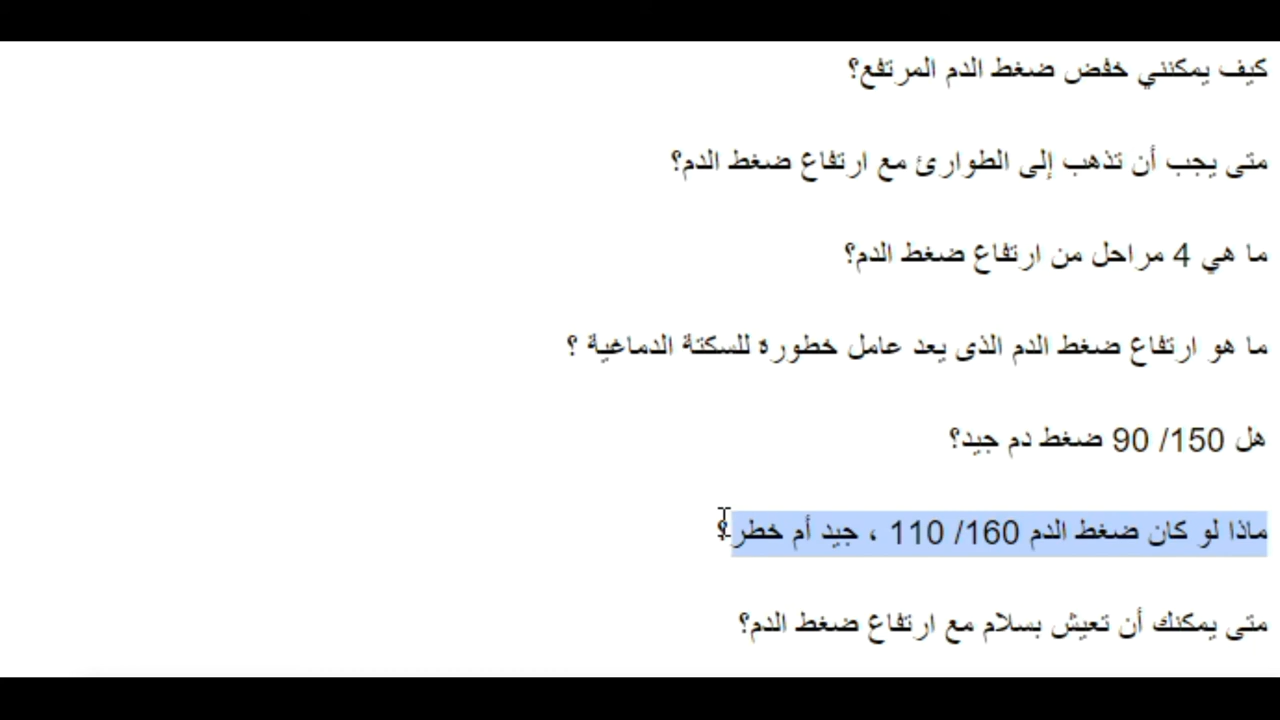 كيف يمكنني خفض ضغط الدم المرتفع؟
متى يجب أن تذهب إلى الطوارئ مع ارتفاع ضغط الدم؟
ما هي 4 مراحل من ارتفاع ضغط الدم؟
ما هو ارتفاع ضغط الدم الذى يعد عامل خطورة للسكتة الدماغية ؟
هل 150/ 90 ضغط دم جيد؟
ماذا لو كان ضغط الدم 160/ 110 ، جيد أم خطر؟
متى يمكنك أن تعيش بسلام مع ارتفاع ضغط الدم؟